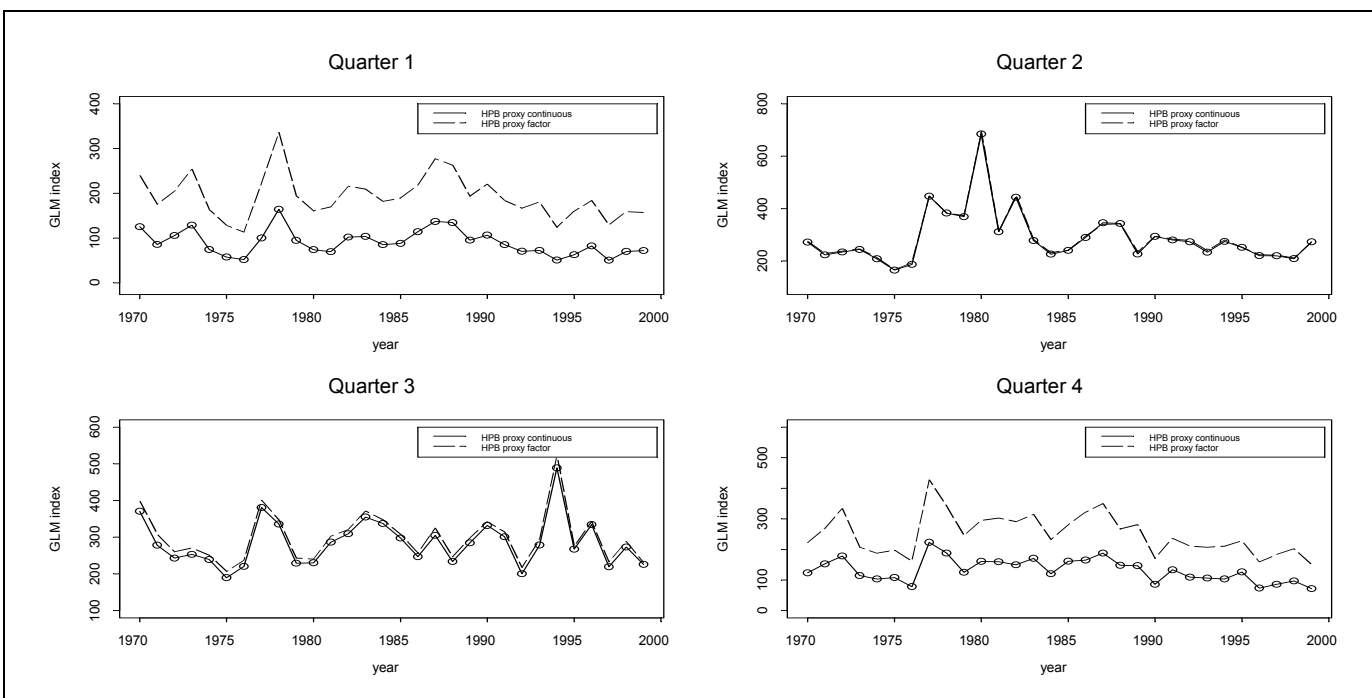 Quarter 1
400
300
200
100
0
GLM index
HPB proxy continuous
HPB proxy factor
1970
1975
1980
1985
1990
1995
2000
year
Quarter 2
800
600
400
200
GLM index
HPB proxy continuous
HPB proxy factor
1970
1975
1980
1985
1990
1995
2000
year
Quarter 3
600
500
400
300
200
100
GLM index
HPB proxy continuous
HPB proxy factor
1970
1975
1980
1985
1990
1995
2000
year
Quarter 4
500
300
100
0
GLM index
HPB proxy continuous
HPB proxy factor
1970
1975
1980
1985
1990
1995
2000
year